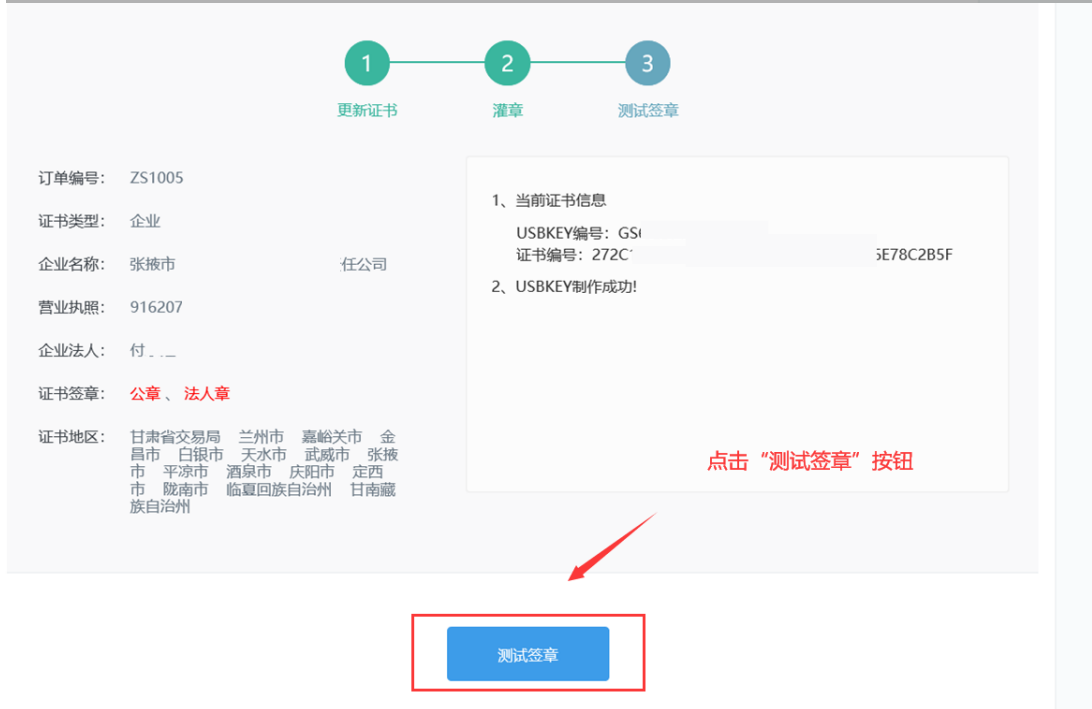 1 2 3
更新证书 灌章 测试签章
订单编号： ZS1005
证书类型： 企业
企业名称： 张掖市 任公司
营业执照： 916207
企业法人： 付
证书签章： 公章 、 法人章
证书地区： 甘肃省交易局 兰州市 嘉峪关市 金
昌市 白银市 天水市 武威市 张掖
市 平凉市 酒泉市 庆阳市 定西
市 陇南市 临夏回族自治州 甘南藏
族自治州
1、当前证书信息
USBKEY编号：GS
证书编号：272C E78C2B5F
2、USBKEY制作成功!
点击“测试签章”按钮
测试签章